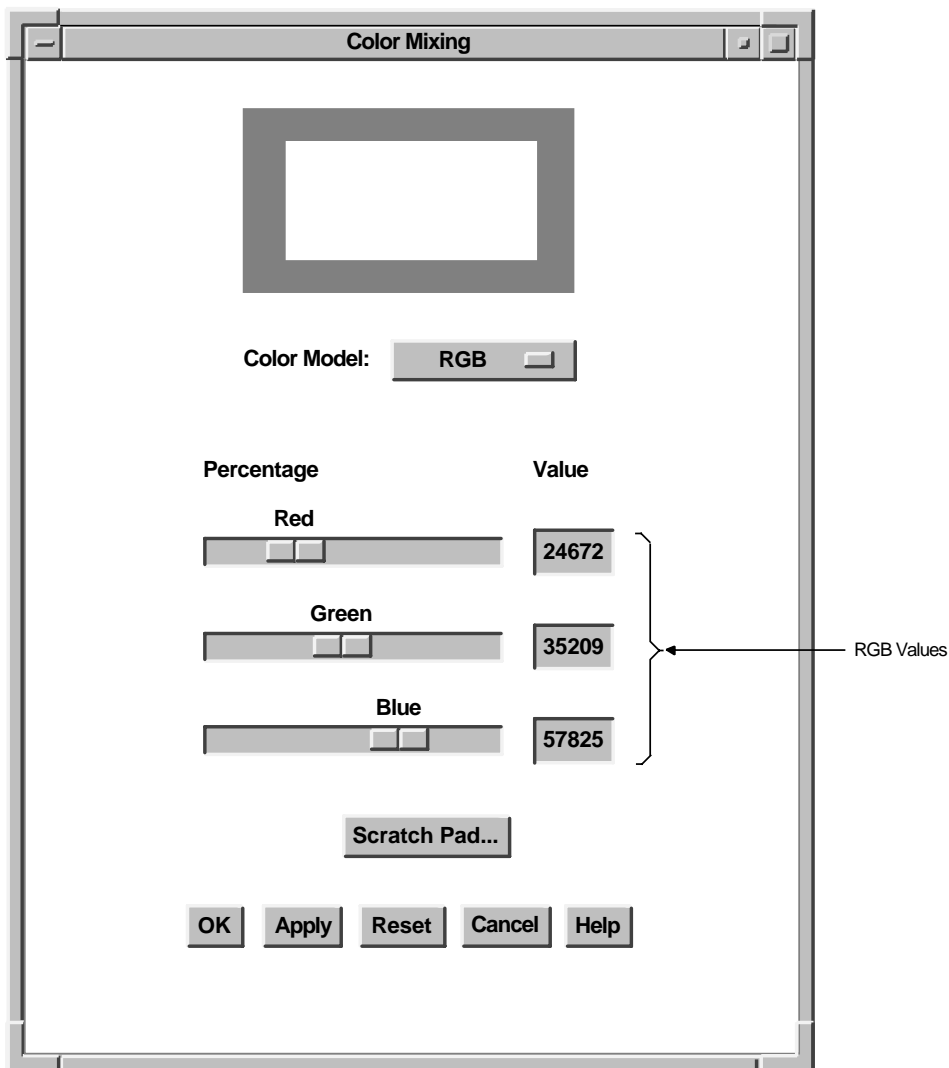 Color Mixing
Color Model: RGB
Percentage Value
Red
24672
Green
35209
RGB Values
Blue
57825
Scratch Pad...
OK Apply Reset Cancel Help